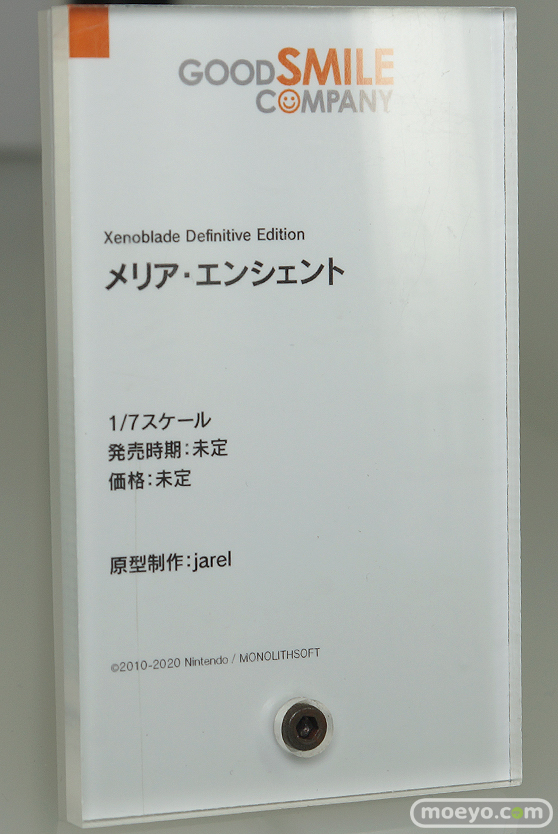 GOODSMILE
COMPANY
Xenoblade Definitive Edition
メリア・エンシェント
1/7スケール
発売時期:未定
価格:未定
原型制作:jarel
©2010-2020 Nintendo / MONOLITHSOFT
moeyo.com